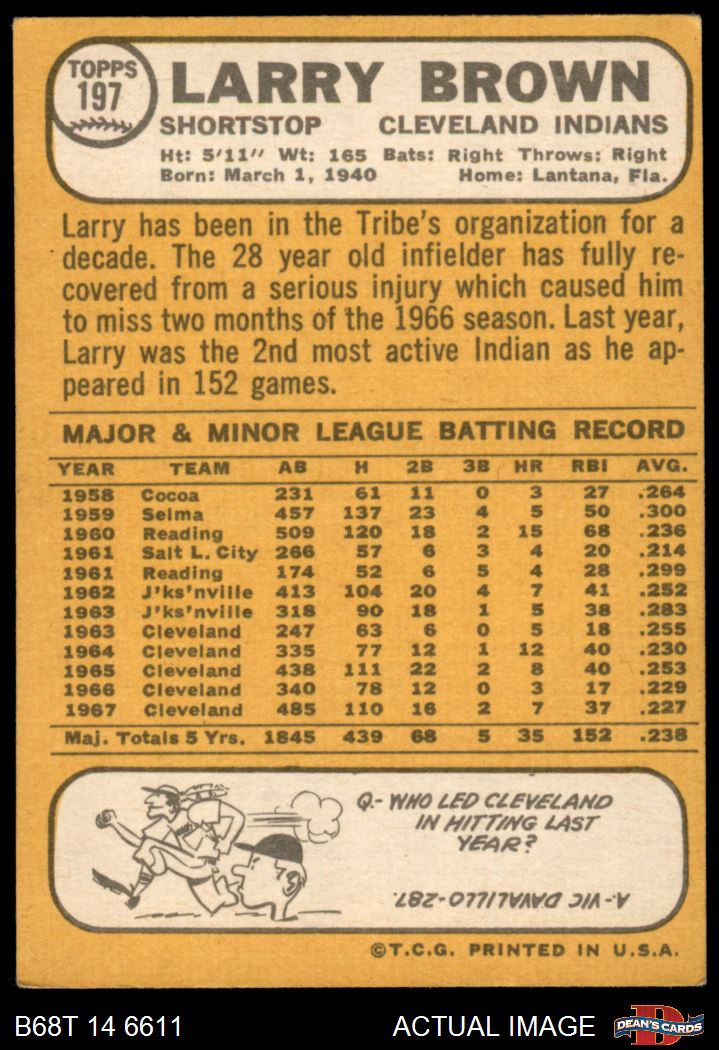 TOPPS
197
LARRY BROWN
SHORTSTOP CLEVELAND INDIANS
Ht: 5'11" Wt: 165 Bats: Right Throws: Right
Born: March 1, 1940 Home: Lantana, Fla.
Larry has been in the Tribe's organization for a
decade. The 28 year old infielder has fully re-
covered from a serious injury which caused him
to miss two months of the 1966 season. Last year,
Larry was the 2nd most active Indian as he ap-
peared in 152 games.
MAJOR & MINOR LEAGUE BATTING RECORD
YEAR TEAM AB H 2B 3B HR RBI AVG.
1958 Cocoa 231 61 11 0 3 27 .264
1959 Selma 457 137 23 4 5 50 .300
1960 Reading 509 120 18 2 15 68 .236
1961 Salt L. City 266 57 6 3 4 20 .214
1961 Reading 174 52 6 5 4 28 .299
1962 J'ks'nville 413 104 20 4 7 41 .252
1963 J'ks'nville 318 90 18 1 5 38 .283
1963 Cleveland 247 63 6 0 5 18 .255
1964 Cleveland 335 77 12 1 12 40 .230
1965 Cleveland 438 111 22 2 8 40 .253
1966 Cleveland 340 78 12 0 3 17 .229
1967 Cleveland 485 110 16 2 7 37 .227
Maj. Totals 5 Yrs. 1845 439 68 5 35 152 .238
Q.- WHO LED CLEVELAND
IN HITTING LAST
YEAR?
A- VIC DAVALILLO-287.
©T.C.G. PRINTED IN U.S.A.
B68T 14 6611 ACTUAL IMAGE D DEAN'S CARDS